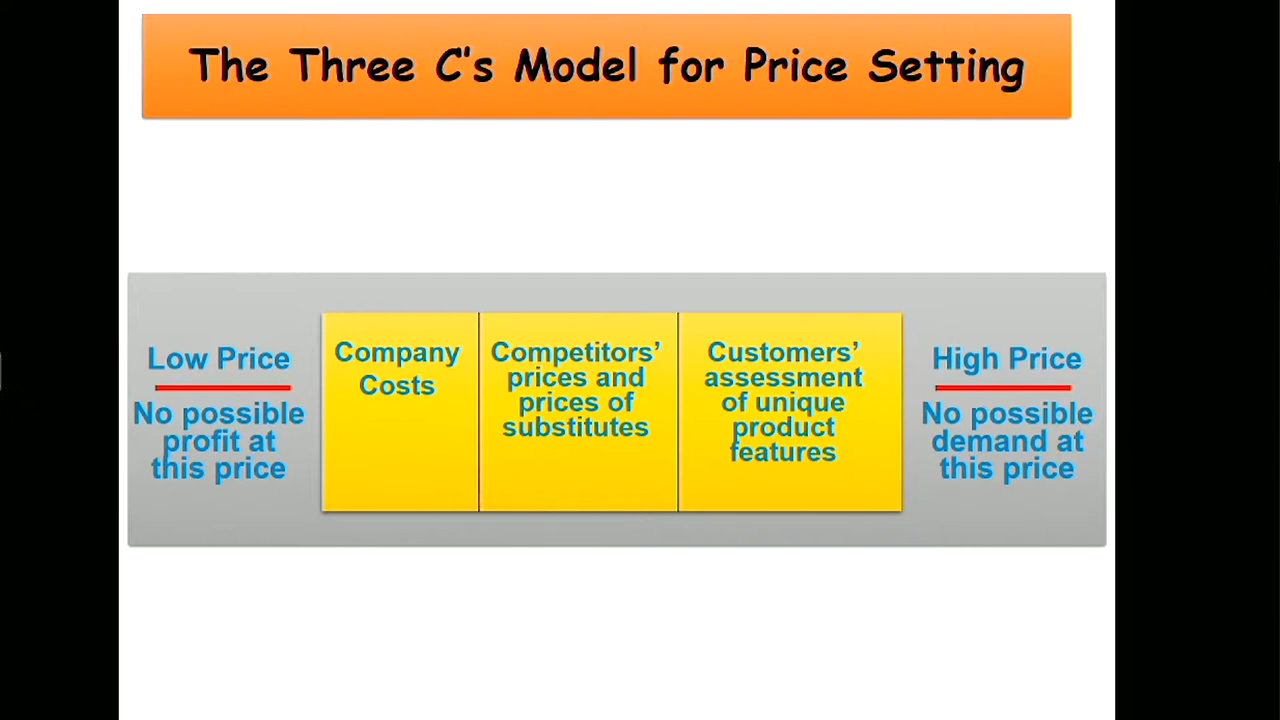 The Three C's Model for Price Setting
Low Price
No possible
profit at
this price
Company
Costs
Competitors’
prices and
prices of
substitutes
Customers’
assessment
of unique
product
features
High Price
No possible
demand at
this price